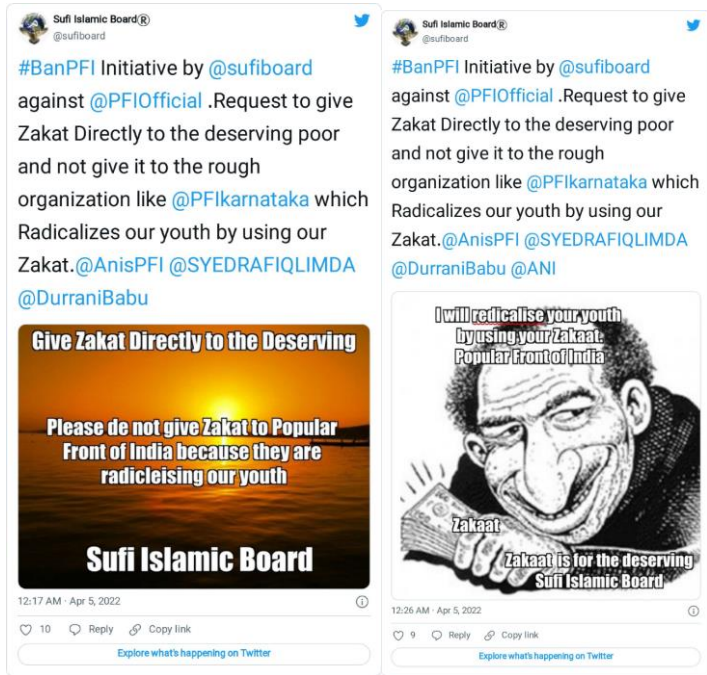 Sufi Islamic Board®
@sufiboard
#BanPFI Initiative by @sufiboard
against @PFIOfficial .Request to give
Zakat Directly to the deserving poor
and not give it to the rough
organization like @PFIkarnataka which
Radicalizes our youth by using our
Zakat.@AnisPFI @SYEDRAFIQLIMDA
@DurraniBabu
Give Zakat Directly to the Deserving
Please de not give Zakat to Popular
Front of India because they are
radicleising our youth
Sufi Islamic Board
12:17 AM · Apr 5, 2022
10 Reply Copy link
Explore what's happening on Twitter
Sufi Islamic Board®
@sufiboard
#BanPFI Initiative by @sufiboard
against @PFIOfficial .Request to give
Zakat Directly to the deserving poor
and not give it to the rough
organization like @PFIkarnataka which
Radicalizes our youth by using our
Zakat.@AnisPFI @SYEDRAFIQLIMDA
@DurraniBabu @ANI
I will redicalise your youth
by using your Zakaat.
Popular Front of India
Zakaat
Zakaat is for the deserving
Sufi Islamic Board
12:26 AM · Apr 5, 2022
9 Reply Copy link
Explore what's happening on Twitter